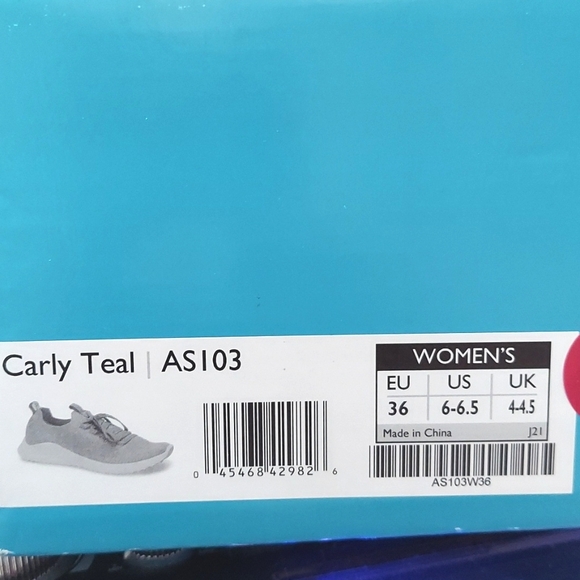 Carly Teal | AS103
0 45468 42982 6
WOMEN'S
EU | US | UK
36 | 6-6.5 | 4-4.5
Made in China J21
AS103W36